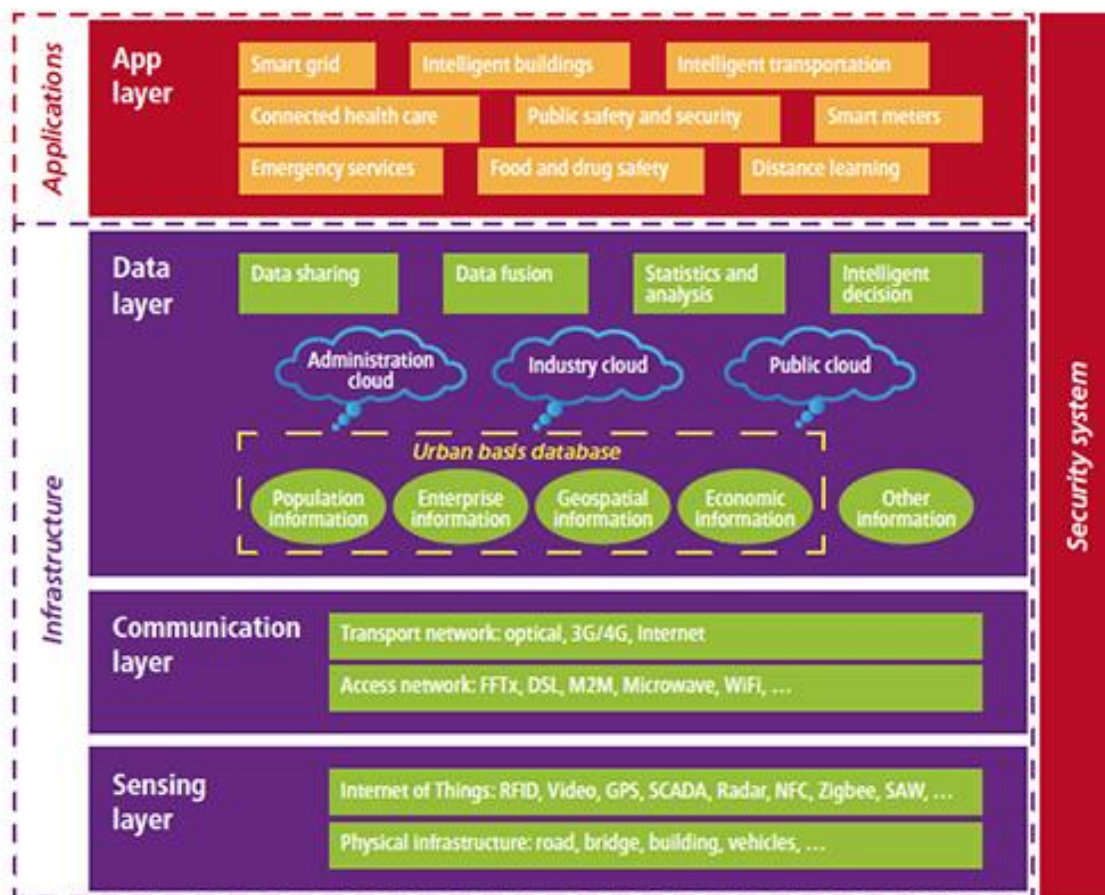 Applications
App
layer
Smart grid
Intelligent buildings
Intelligent transportation
Connected health care
Public safety and security
Smart meters
Emergency services
Food and drug safety
Distance learning
Infrastructure
Data
layer
Data sharing
Data fusion
Statistics and
analysis
Intelligent
decision
Administration
cloud
Industry cloud
Public cloud
Urban basis database
Population
information
Enterprise
information
Geospatial
information
Economic
information
Other
information
Communication
layer
Transport network: optical, 3G/4G, Internet
Access network: FFTx, DSL, M2M, Microwave, WiFi, ...
Sensing
layer
Internet of Things: RFID, Video, GPS, SCADA, Radar, NFC, Zigbee, SAW, ...
Physical infrastructure: road, bridge, building, vehicles, ...
Security system